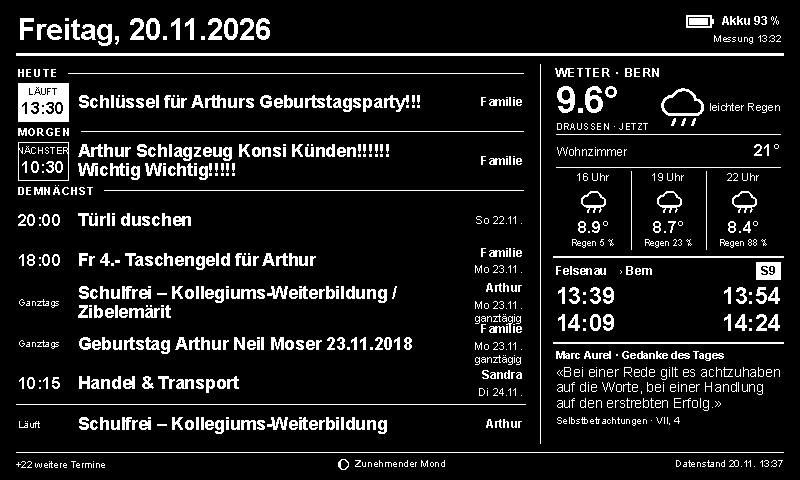 Freitag, 20.11.2026
Akku 93 %
Messung 13:32
HEUTE
LÄUFT
13:30
Schlüssel für Arthurs Geburtstagsparty!!!
Familie
MORGEN
NÄCHSTER
10:30
Arthur Schlagzeug Konsi Künden!!!!!!
Wichtig Wichtig!!!!!
Familie
DEMNÄCHST
20:00
Türli duschen
So 22.11.
18:00
Fr 4.- Taschengeld für Arthur
Familie
Mo 23.11.
Ganztags
Schulfrei – Kollegiums-Weiterbildung /
Zibelemärit
Arthur
Mo 23.11.
ganztägig
Ganztags
Geburtstag Arthur Neil Moser 23.11.2018
Familie
Mo 23.11.
ganztägig
10:15
Handel & Transport
Sandra
Di 24.11.
Läuft
Schulfrei – Kollegiums-Weiterbildung
Arthur
WETTER · BERN
9.6°
leichter Regen
DRAUSSEN · JETZT
Wohnzimmer
21°
16 Uhr
19 Uhr
22 Uhr
8.9°
8.7°
8.4°
Regen 5 %
Regen 23 %
Regen 88 %
Felsenau → Bern
S9
13:39
13:54
14:09
14:24
Marc Aurel · Gedanke des Tages
«Bei einer Rede gilt es achtzuhaben
auf die Worte, bei einer Handlung
auf den erstrebten Erfolg.»
Selbstbetrachtungen · VII, 4
+22 weitere Termine
Zunehmender Mond
Datenstand 20.11. 13:37